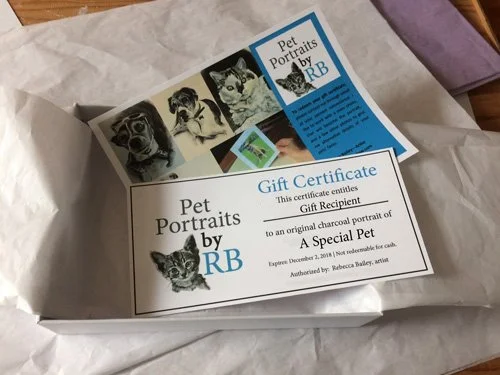 Pet
Portraits
by
RB
Gift Certificate
This certificate entitles
Gift Recipient
to an original charcoal portrait of
A Special Pet
Expires: December 2, 2018 | Not redeemable for cash.
Authorized by: Rebecca Bailey, artist
Pet
Portraits
by
RB